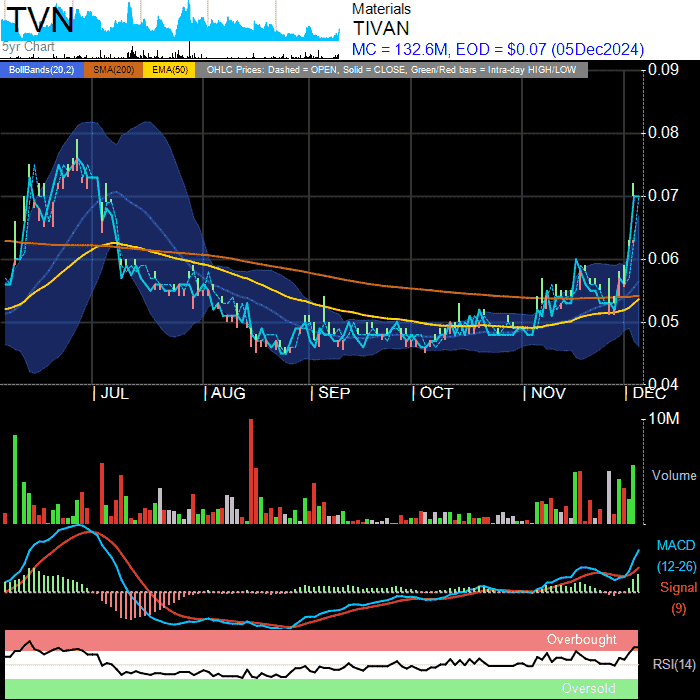 TVN
5yr Chart
Materials
TIVAN
MC = 132.6M, EOD = $0.07 (05Dec2024)
BollBands(20,2) SMA(200) EMA(50) OHLC Prices: Dashed = OPEN, Solid = CLOSE, Green/Red bars = Intra-day HIGH/LOW
0.09
0.08
0.07
0.06
0.05
0.04
JUL AUG SEP OCT NOV DEC
10M
Volume
MACD
(12-26)
Signal
(9)
Overbought
RSI(14)
Oversold